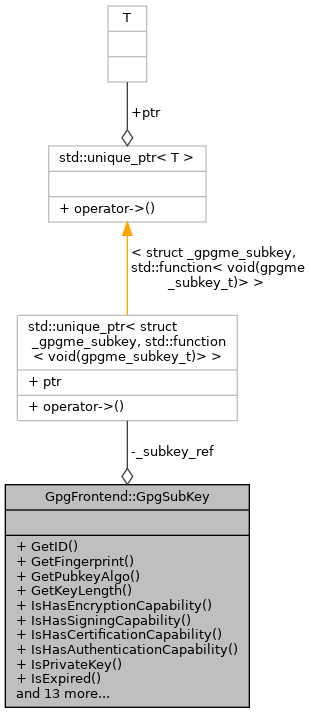 T
+ptr
std::unique_ptr< T >
+ operator->()
< struct _gpgme_subkey,
std::function< void(gpgme
_subkey_t)> >
std::unique_ptr< struct
_gpgme_subkey, std::function
< void(gpgme_subkey_t)> >
+ ptr
+ operator->()
-_subkey_ref
GpgFrontend::GpgSubKey
+ GetID()
+ GetFingerprint()
+ GetPubkeyAlgo()
+ GetKeyLength()
+ IsHasEncryptionCapability()
+ IsHasSigningCapability()
+ IsHasCertificationCapability()
+ IsHasAuthenticationCapability()
+ IsPrivateKey()
+ IsExpired()
and 13 more...